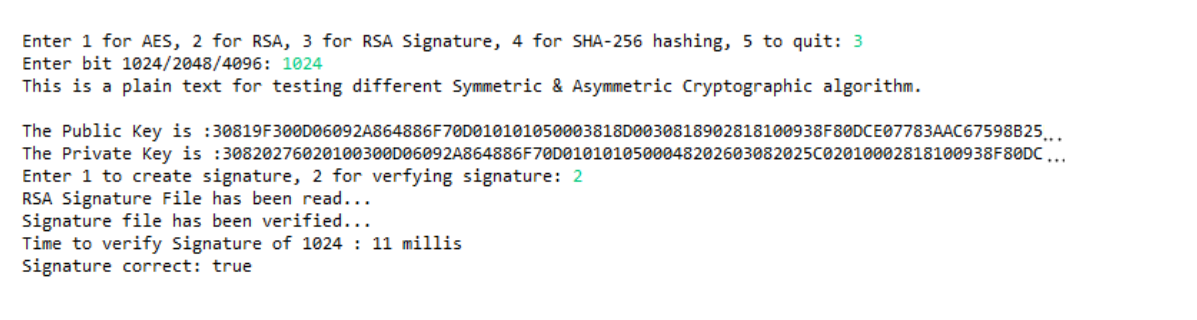 Enter 1 for AES, 2 for RSA, 3 for RSA Signature, 4 for SHA-256 hashing, 5 to quit: 3
Enter bit 1024/2048/4096: 1024
This is a plain text for testing different Symmetric & Asymmetric Cryptographic algorithm.
The Public Key is :30819F300D06092A864886F70D010101050003818D0030818902818100938F80DCE07783AAC67598B25...
The Private Key is :30820276020100300D06092A864886F70D0101010500048202603082025C02010002818100938F80DC...
Enter 1 to create signature, 2 for verfying signature: 2
RSA Signature File has been read...
Signature file has been verified...
Time to verify Signature of 1024 : 11 millis
Signature correct: true